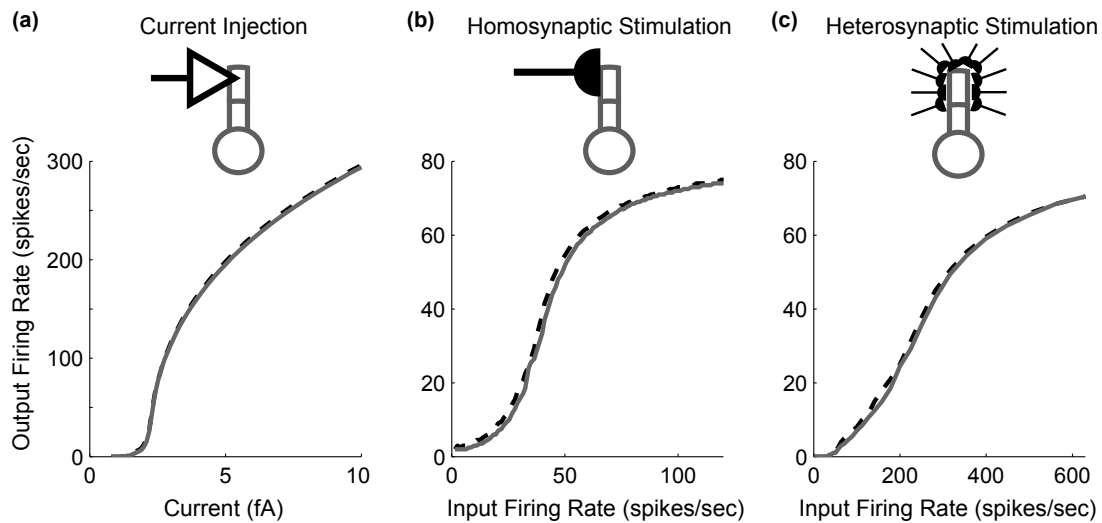 (a)
Current Injection
(b)
Homosynaptic Stimulation
(c)
Heterosynaptic Stimulation
Output Firing Rate (spikes/sec)
300
200
100
0
0
5
10
Current (fA)
80
60
40
20
0
0
50
100
Input Firing Rate (spikes/sec)
80
60
40
20
0
0
200
400
600
Input Firing Rate (spikes/sec)